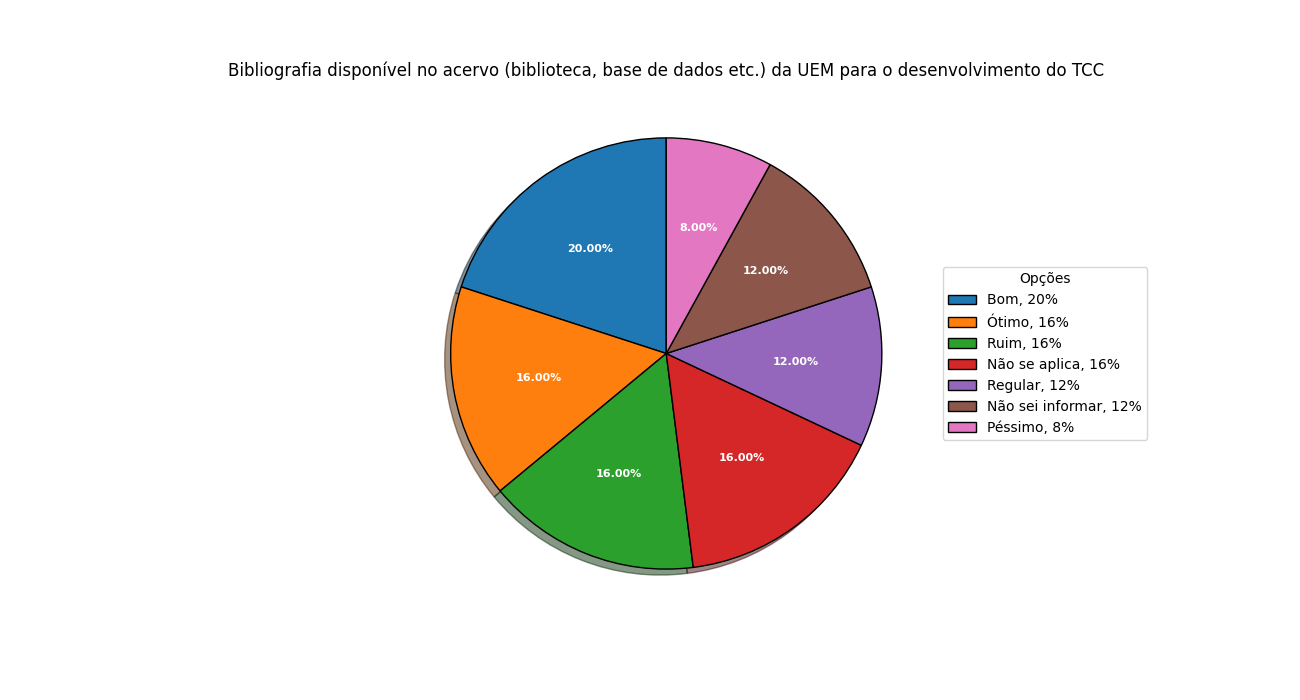 Bibliografia disponível no acervo (biblioteca, base de dados etc.) da UEM para o desenvolvimento do TCC
8.00%
20.00%
12.00%
12.00%
16.00%
16.00%
16.00%
Opções
Bom, 20%
Ótimo, 16%
Ruim, 16%
Não se aplica, 16%
Regular, 12%
Não sei informar, 12%
Péssimo, 8%